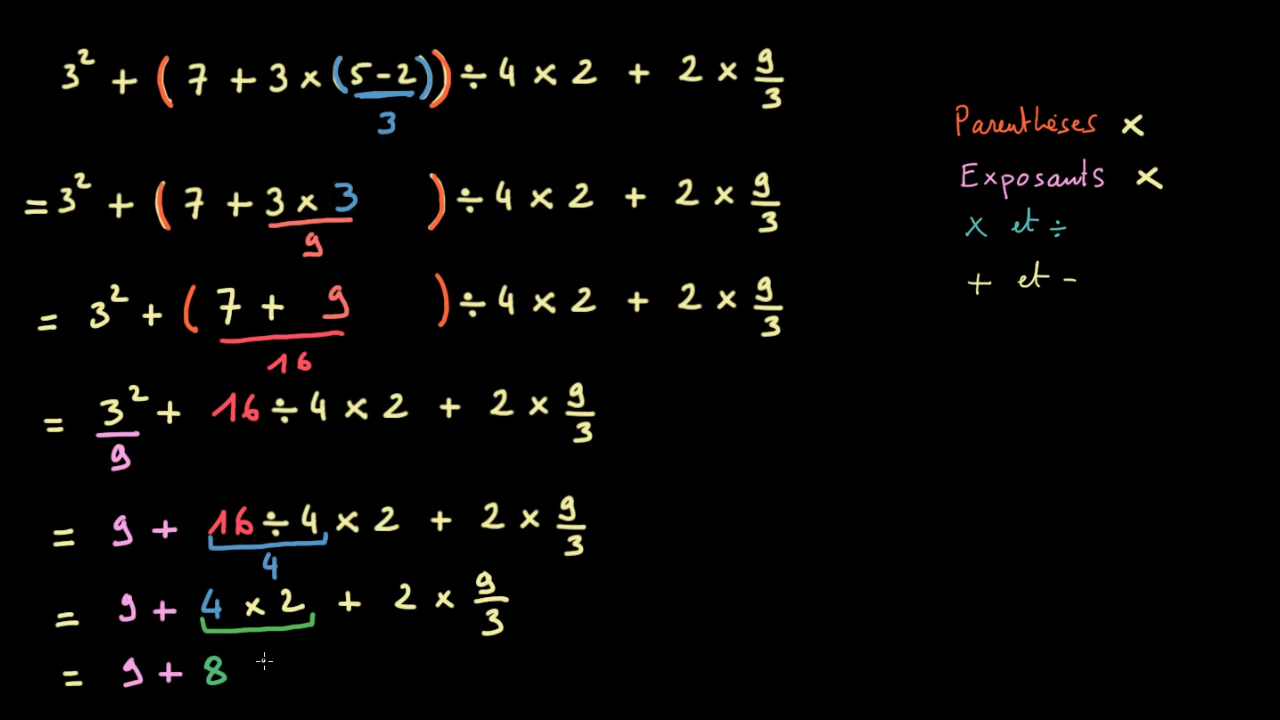 3² + (7 + 3 × (5 - 2)) ÷ 4 × 2 + 2 × 9/3
3
Parenthèses ×
Exposants ×
= 3² + (7 + 3 × 3) ÷ 4 × 2 + 2 × 9/3
9
× et ÷
+ et -
= 3² + (7 + 9) ÷ 4 × 2 + 2 × 9/3
16
= 3² + 16 ÷ 4 × 2 + 2 × 9/3
9
= 9 + 16 ÷ 4 × 2 + 2 × 9/3
4
= 9 + 4 × 2 + 2 × 9/3
= 9 + 8